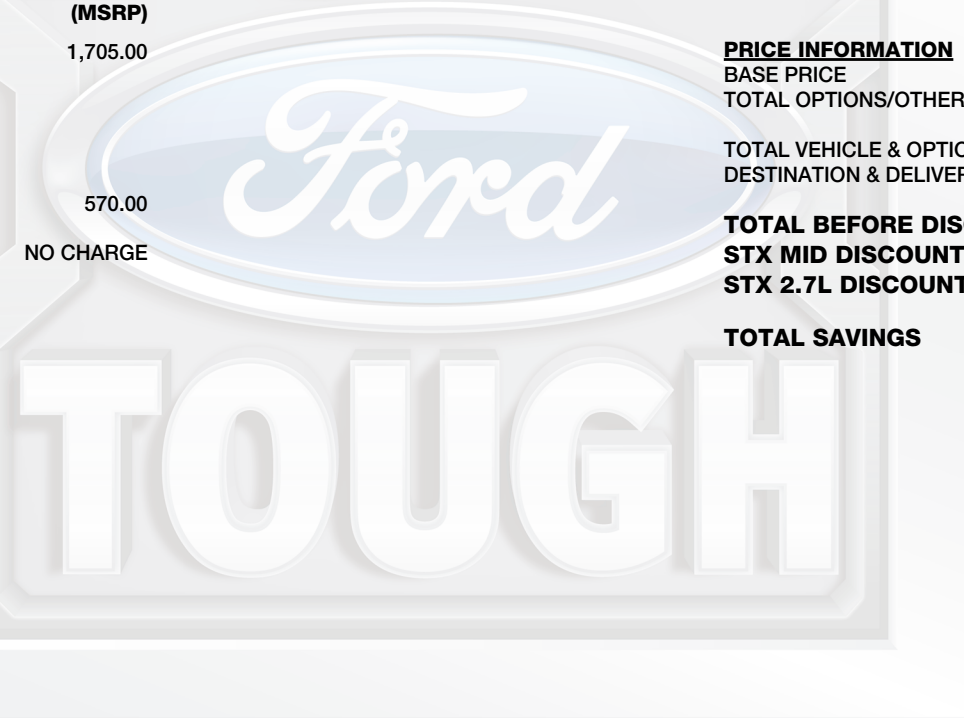 (MSRP)
1,705.00
570.00
NO CHARGE
PRICE INFORMATION
BASE PRICE
TOTAL OPTIONS/OTHER
TOTAL VEHICLE & OPTIO
DESTINATION & DELIVER
TOTAL BEFORE DIS
STX MID DISCOUNT
STX 2.7L DISCOUNT
TOTAL SAVINGS
Ford
TOUGH